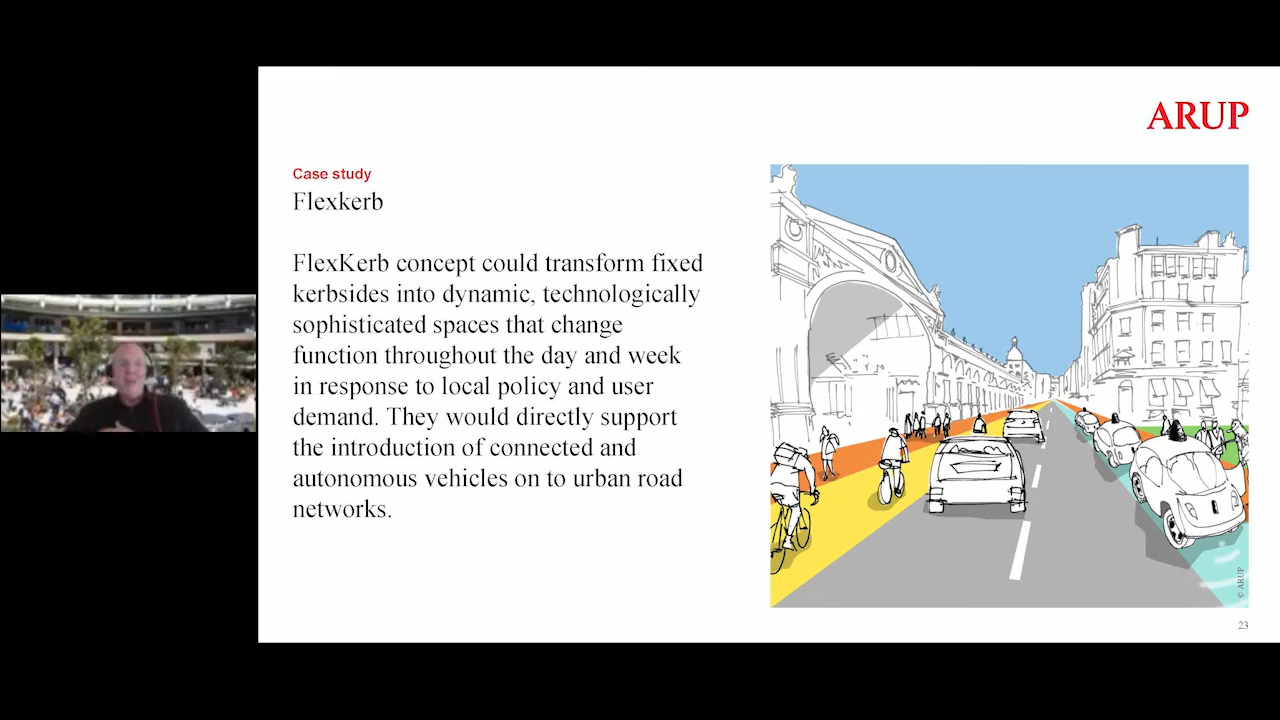 ARUP
Case study
Flexkerb
FlexKerb concept could transform fixed
kerbsides into dynamic, technologically
sophisticated spaces that change
function throughout the day and week
in response to local policy and user
demand. They would directly support
the introduction of connected and
autonomous vehicles on to urban road
networks.
© ARUP
23